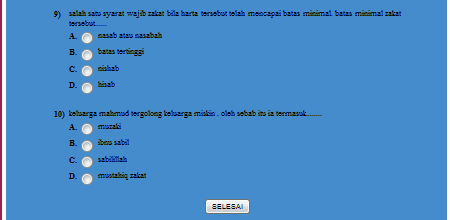 9) salah satu syarat wajib zakat bila harta tersebut telah mencapai batas minimal. batas minimal zakat
tersebut......
A. nasab atau nasabah
B. batas tertinggi
C. nishab
D. hisab
10) keluarga mahmud tergolong keluarga miskin . oleh sebab itu ia termasuk........
A. muzaki
B. ibnu sabil
C. sabilillah
D. mustahiq zakat
SELESAI